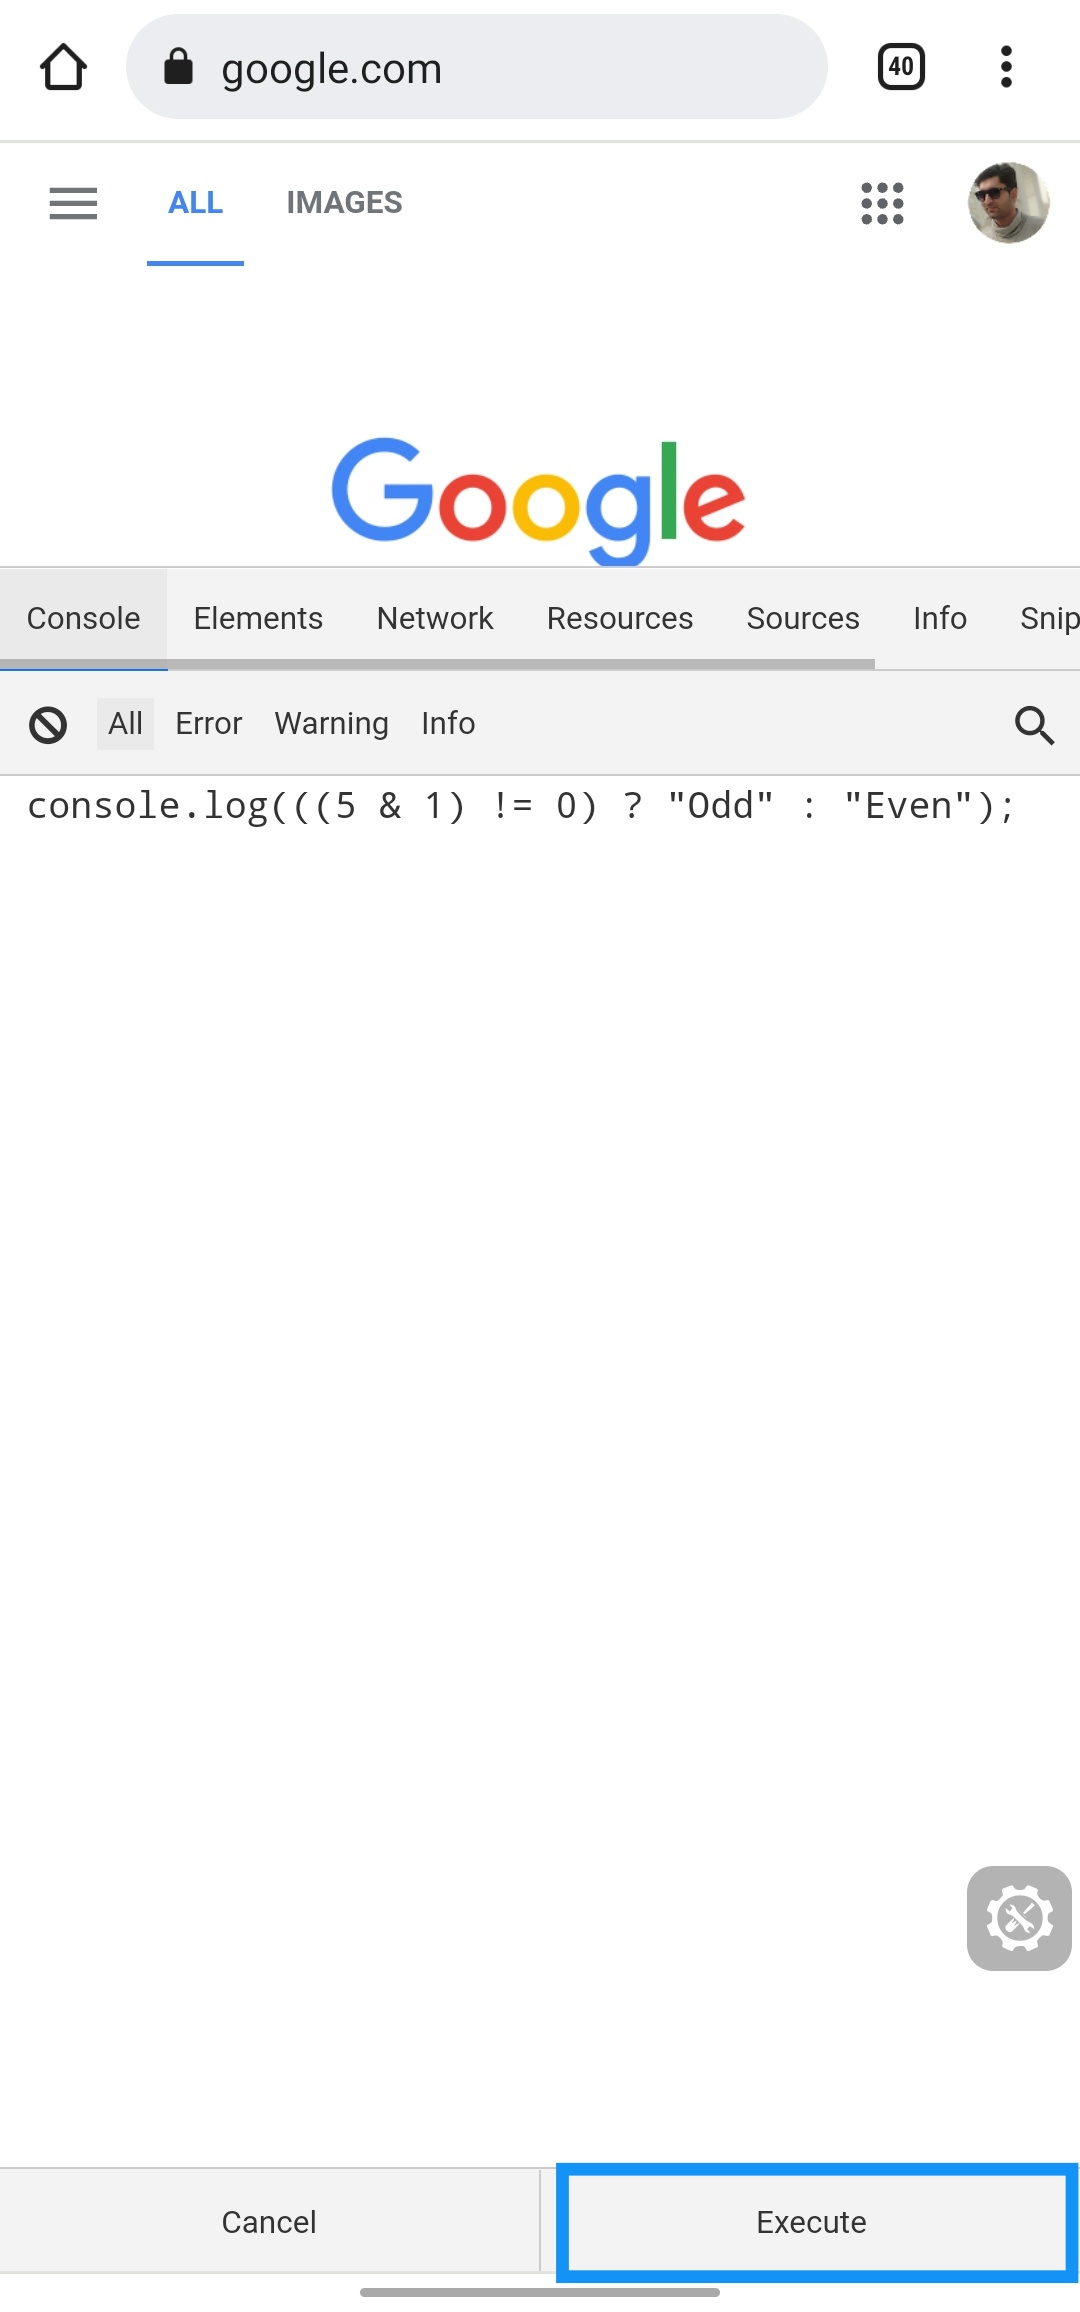 google.com 40
ALL IMAGES
Google
Console Elements Network Resources Sources Info Snip
All Error Warning Info
console.log(((5 & 1) != 0) ? "Odd" : "Even");
Cancel Execute